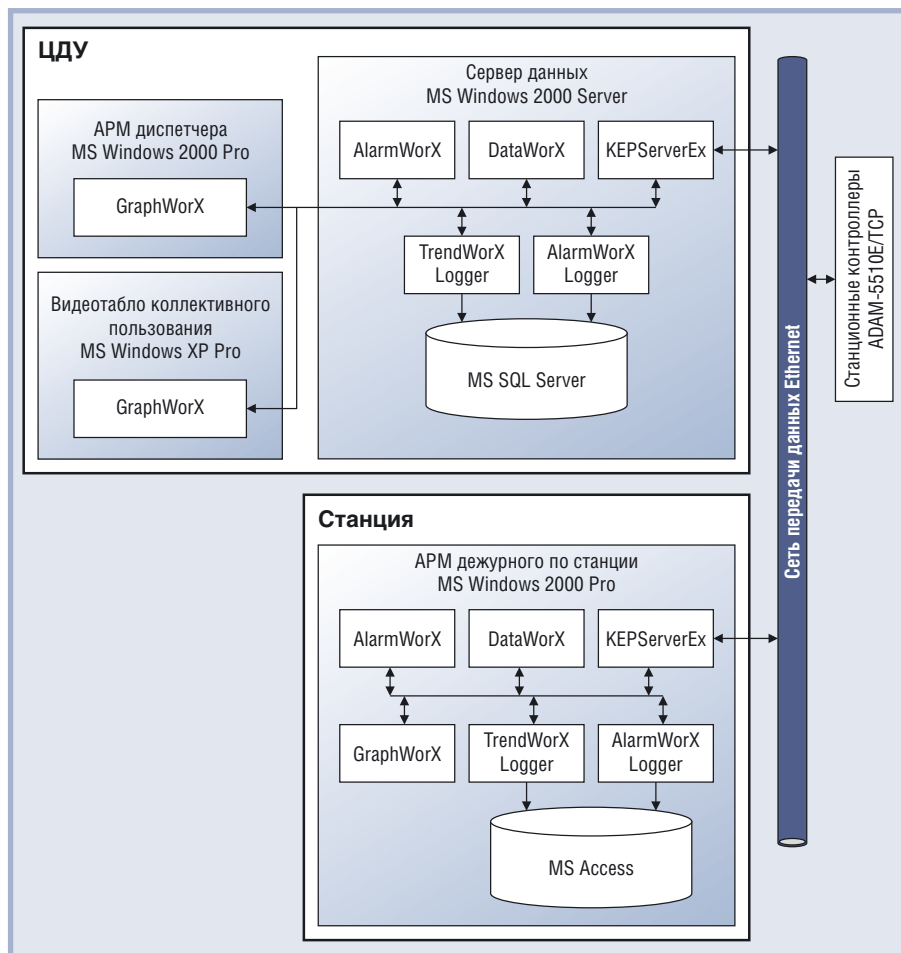 ЦДУ
АРМ диспетчера
MS Windows 2000 Pro
GraphWorX
Видеотабло коллективного
пользования
MS Windows XP Pro
GraphWorX
Сервер данных
MS Windows 2000 Server
AlarmWorX
DataWorX
KEPServerEx
TrendWorX
Logger
AlarmWorX
Logger
MS SQL Server
Станция
АРМ дежурного по станции
MS Windows 2000 Pro
AlarmWorX
DataWorX
KEPServerEx
GraphWorX
TrendWorX
Logger
AlarmWorX
Logger
MS Access
Сеть передачи данных Ethernet
Станционные контроллеры
ADAM-5510E/TCP